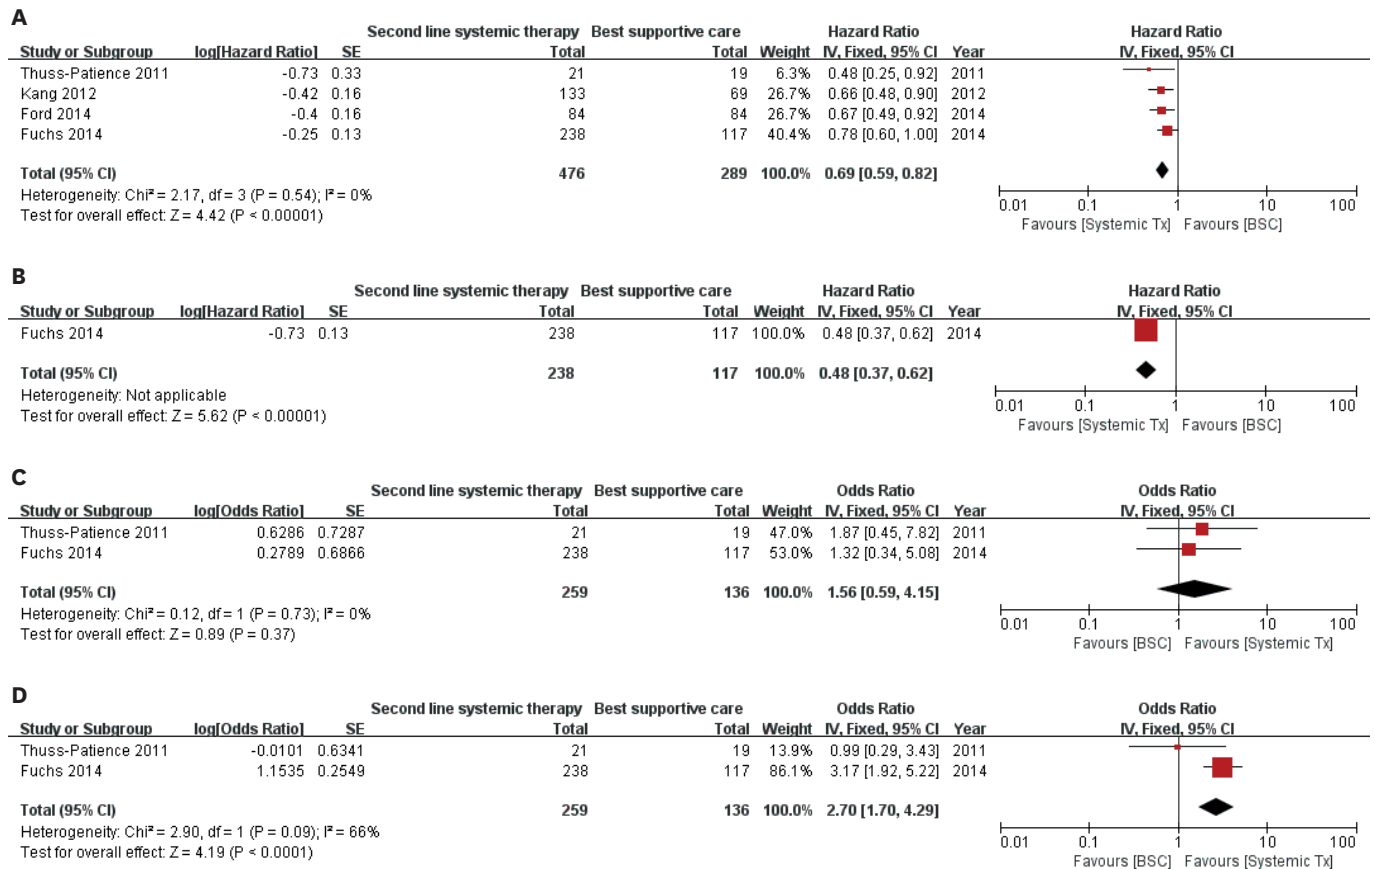 A
Second line systemic therapy Best supportive care Hazard Ratio Hazard Ratio
Study or Subgroup log[Hazard Ratio] SE Total Total Weight IV, Fixed, 95% CI Year IV, Fixed, 95% CI
Thuss-Patience 2011 -0.73 0.33 21 19 6.3% 0.48 [0.25, 0.92] 2011
Kang 2012 -0.42 0.16 133 69 26.7% 0.66 [0.48, 0.90] 2012
Ford 2014 -0.4 0.16 84 84 26.7% 0.67 [0.49, 0.92] 2014
Fuchs 2014 -0.25 0.13 238 117 40.4% 0.78 [0.60, 1.00] 2014
Total (95% CI) 476 289 100.0% 0.69 [0.59, 0.82]
Heterogeneity: Chi² = 2.17, df = 3 (P = 0.54); I² = 0%
Test for overall effect: Z = 4.42 (P < 0.00001)
0.01 0.1 1 10 100
Favours [Systemic Tx] Favours [BSC]
B
Second line systemic therapy Best supportive care Hazard Ratio Hazard Ratio
Study or Subgroup log[Hazard Ratio] SE Total Total Weight IV, Fixed, 95% CI Year IV, Fixed, 95% CI
Fuchs 2014 -0.73 0.13 238 117 100.0% 0.48 [0.37, 0.62] 2014
Total (95% CI) 238 117 100.0% 0.48 [0.37, 0.62]
Heterogeneity: Not applicable
Test for overall effect: Z = 5.62 (P < 0.00001)
0.01 0.1 1 10 100
Favours [Systemic Tx] Favours [BSC]
C
Second line systemic therapy Best supportive care Odds Ratio Odds Ratio
Study or Subgroup log[Odds Ratio] SE Total Total Weight IV, Fixed, 95% CI Year IV, Fixed, 95% CI
Thuss-Patience 2011 0.6286 0.7287 21 19 47.0% 1.87 [0.45, 7.82] 2011
Fuchs 2014 0.2789 0.6866 238 117 53.0% 1.32 [0.34, 5.08] 2014
Total (95% CI) 259 136 100.0% 1.56 [0.59, 4.15]
Heterogeneity: Chi² = 0.12, df = 1 (P = 0.73); I² = 0%
Test for overall effect: Z = 0.89 (P = 0.37)
0.01 0.1 1 10 100
Favours [BSC] Favours [Systemic Tx]
D
Second line systemic therapy Best supportive care Odds Ratio Odds Ratio
Study or Subgroup log[Odds Ratio] SE Total Total Weight IV, Fixed, 95% CI Year IV, Fixed, 95% CI
Thuss-Patience 2011 -0.0101 0.6341 21 19 13.9% 0.99 [0.29, 3.43] 2011
Fuchs 2014 1.1535 0.2549 238 117 86.1% 3.17 [1.92, 5.22] 2014
Total (95% CI) 259 136 100.0% 2.70 [1.70, 4.29]
Heterogeneity: Chi² = 2.90, df = 1 (P = 0.09); I² = 66%
Test for overall effect: Z = 4.19 (P < 0.0001)
0.01 0.1 1 10 100
Favours [BSC] Favours [Systemic Tx]